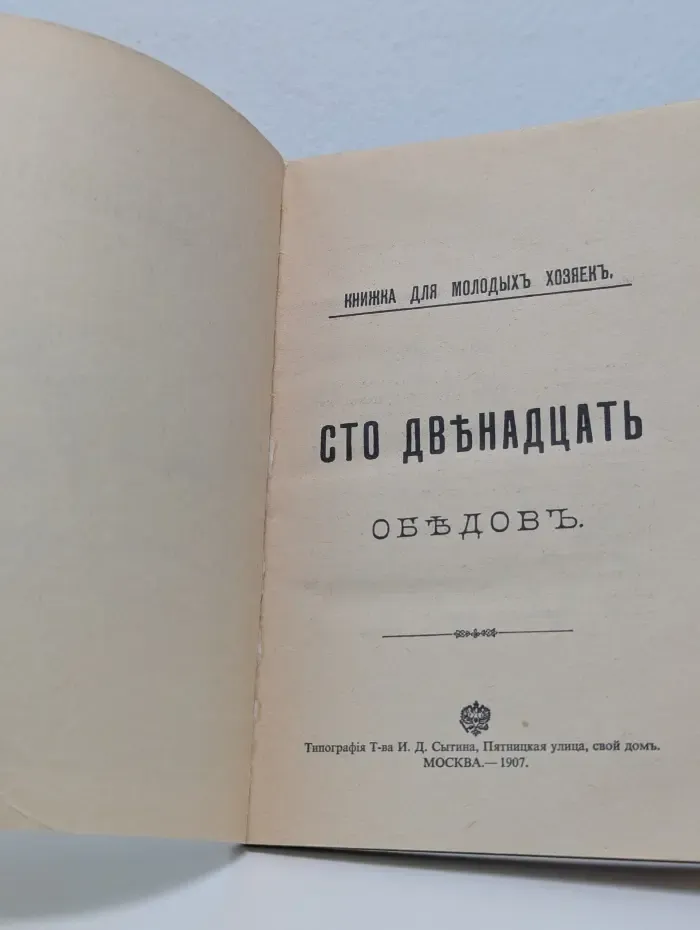 КНИЖКА ДЛЯ МОЛОДЫХЪ ХОЗЯЕКЪ.
СТО ДВѢНАДЦАТЬ
ОБѢДОВЪ.
Типографія Т-ва И. Д. Сытина, Пятницкая улица, свой домъ.
МОСКВА.—1907.